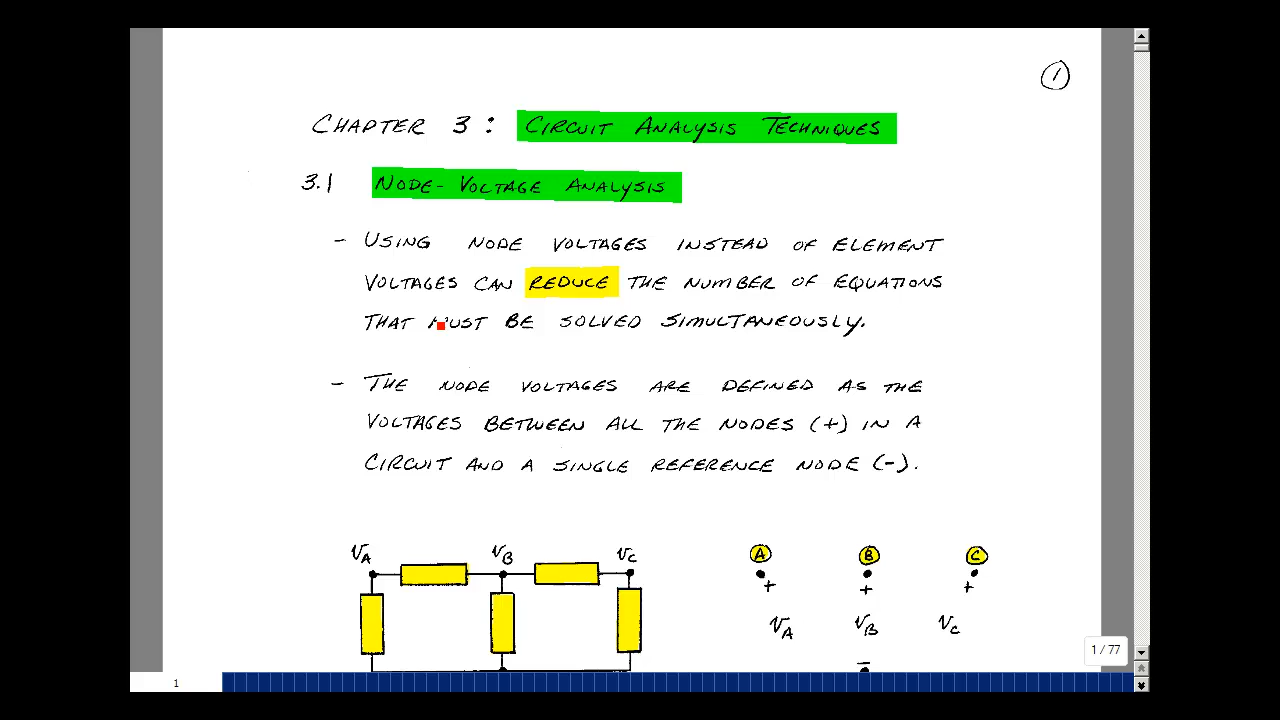 1
CHAPTER 3: CIRCUIT ANALYSIS TECHNIQUES
3.1 NODE-VOLTAGE ANALYSIS
- USING NODE VOLTAGES INSTEAD OF ELEMENT
VOLTAGES CAN REDUCE THE NUMBER OF EQUATIONS
THAT MUST BE SOLVED SIMULTANEOUSLY.
- THE NODE VOLTAGES ARE DEFINED AS THE
VOLTAGES BETWEEN ALL THE NODES (+) IN A
CIRCUIT AND A SINGLE REFERENCE NODE (-).
VA VB VC A B C
+ + +
VA VB VC
-
1 / 77
1